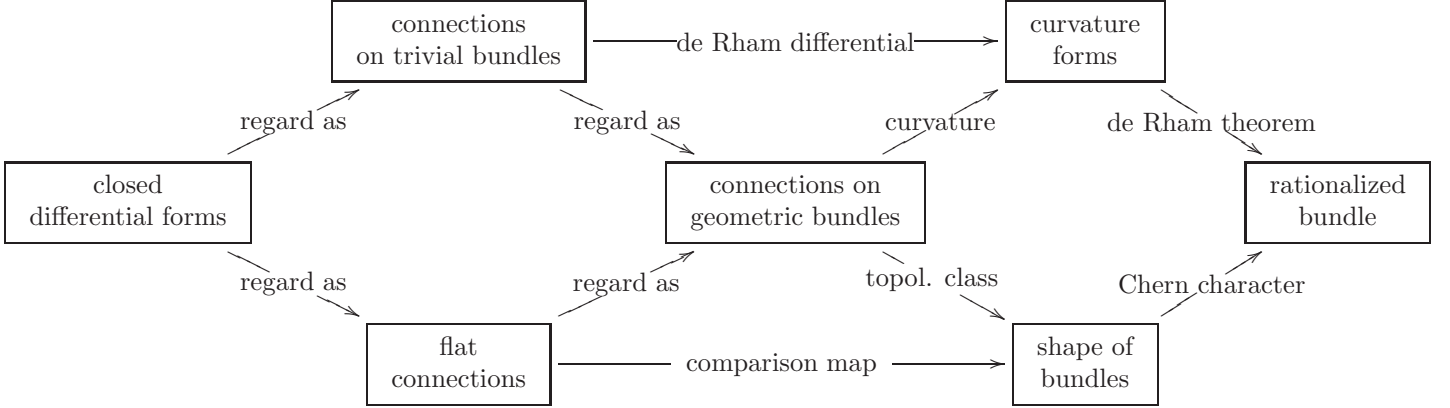 connections
on trivial bundles
de Rham differential
curvature
forms
regard as
regard as
curvature
de Rham theorem
closed
differential forms
connections on
geometric bundles
rationalized
bundle
regard as
regard as
topol. class
Chern character
flat
connections
comparison map
shape of
bundles